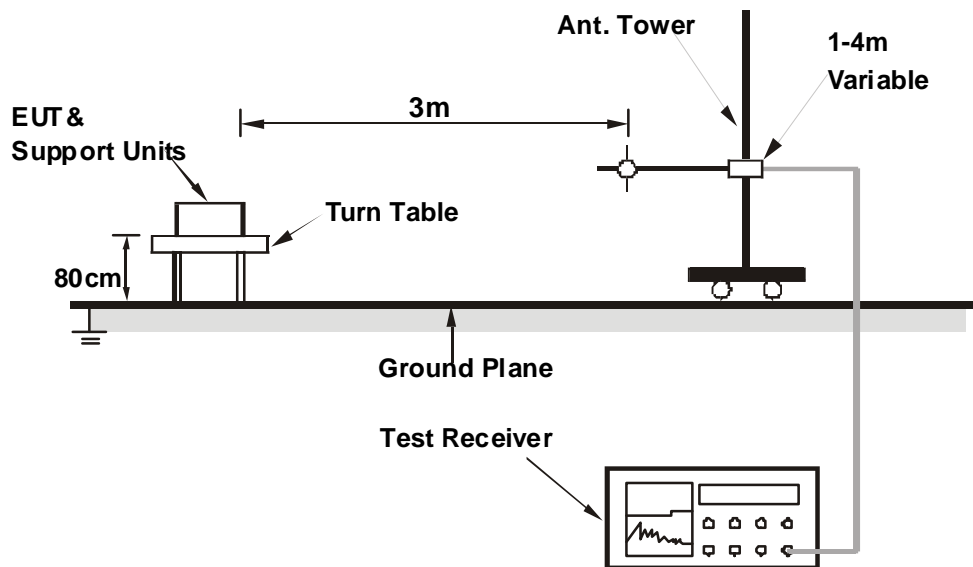 Ant. Tower
1-4m
Variable
3m
EUT&
Support Units
Turn Table
80cm
Ground Plane
Test Receiver